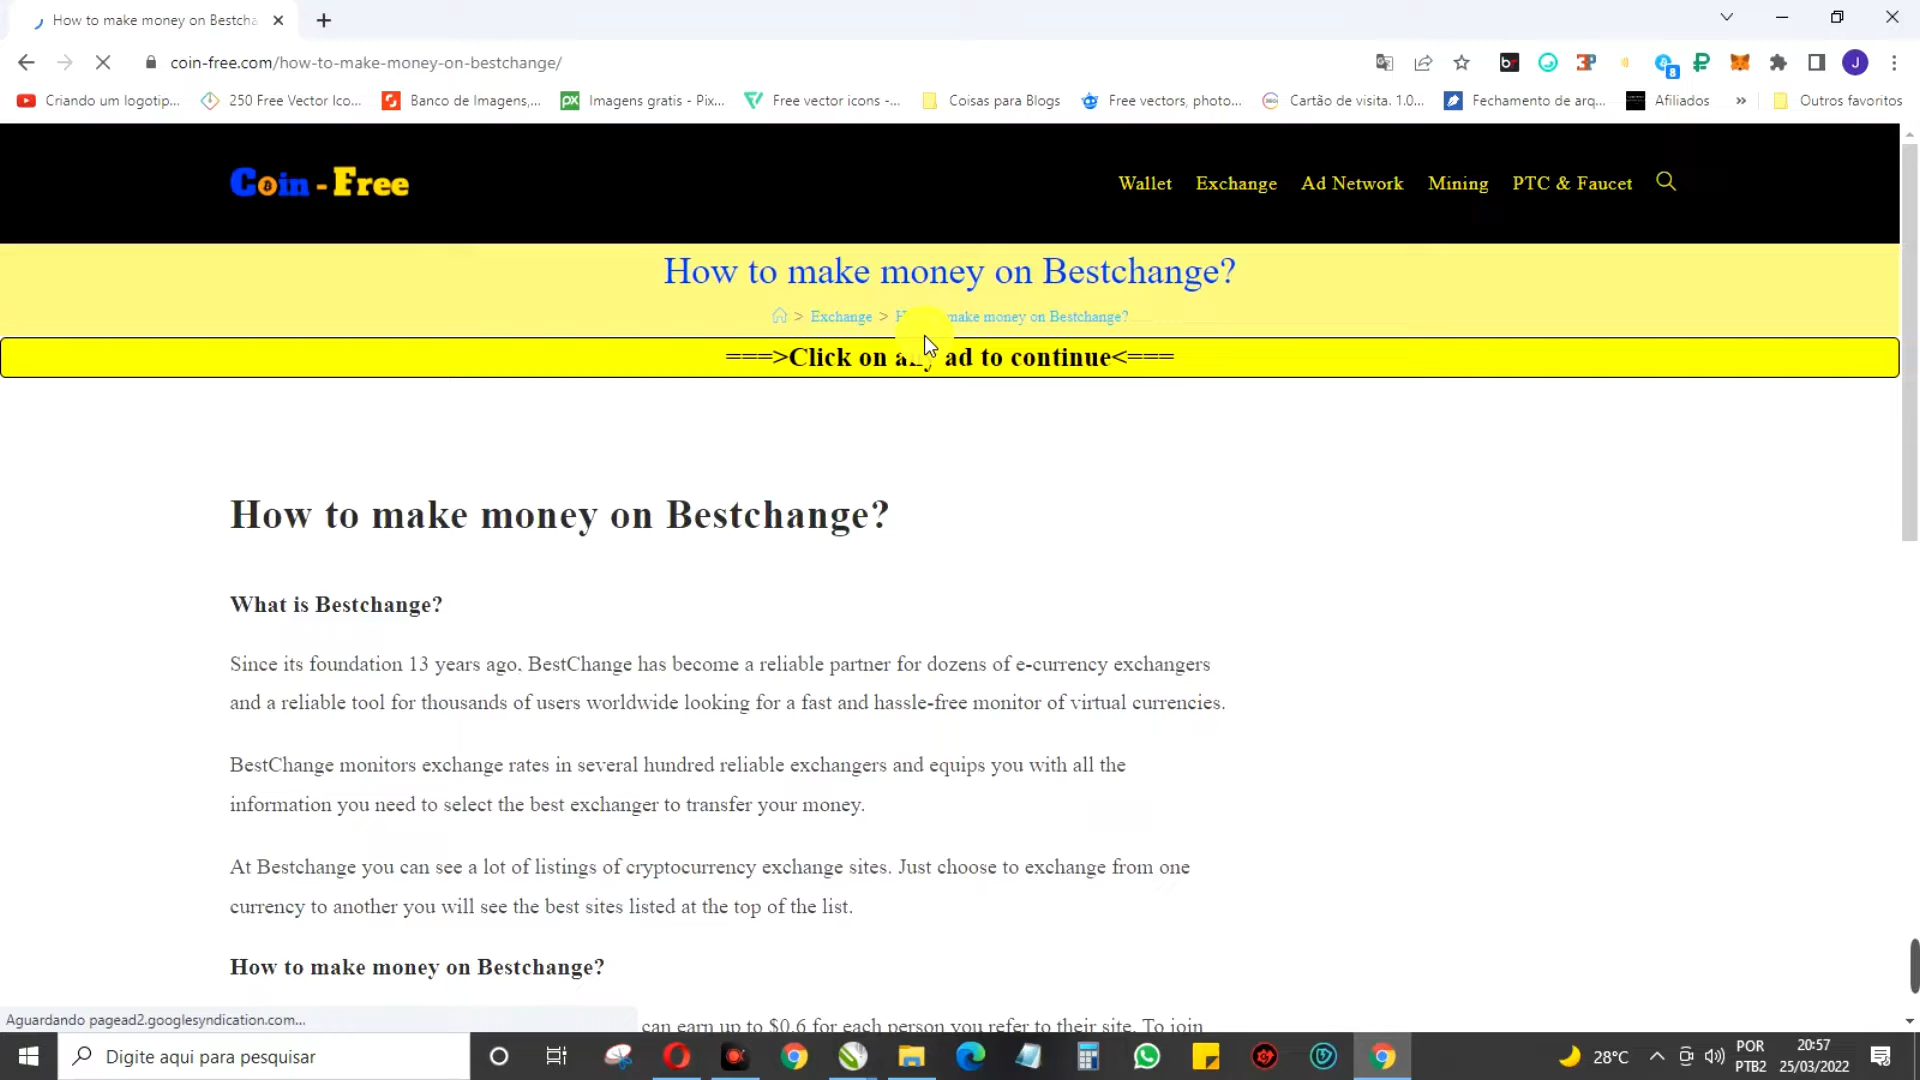 How to make money on Bestcha
coin-free.com/how-to-make-money-on-bestchange/
8
J
Criando um logotip...
250 Free Vector Ico...
Banco de Imagens,...
px
Imagens gratis - Pix...
Free vector icons -...
Coisas para Blogs
Free vectors, photo...
Cartão de visita. 1.0...
Fechamento de arq...
Afiliados
»
Outros favoritos
Coin - Free
Wallet
Exchange
Ad Network
Mining
PTC & Faucet
How to make money on Bestchange?
> Exchange > make money on Bestchange?
===>Click on any ad to continue<===
How to make money on Bestchange?
What is Bestchange?
Since its foundation 13 years ago, BestChange has become a reliable partner for dozens of e-currency exchangers
and a reliable tool for thousands of users worldwide looking for a fast and hassle-free monitor of virtual currencies.
BestChange monitors exchange rates in several hundred reliable exchangers and equips you with all the
information you need to select the best exchanger to transfer your money.
At Bestchange you can see a lot of listings of cryptocurrency exchange sites. Just choose to exchange from one
currency to another you will see the best sites listed at the top of the list.
How to make money on Bestchange?
can earn up to $0.6 for each person you refer to their site. To join
Aguardando pagead2.googlesyndication.com...
Digite aqui para pesquisar
28°C
POR
PTB2
20:57
25/03/2022